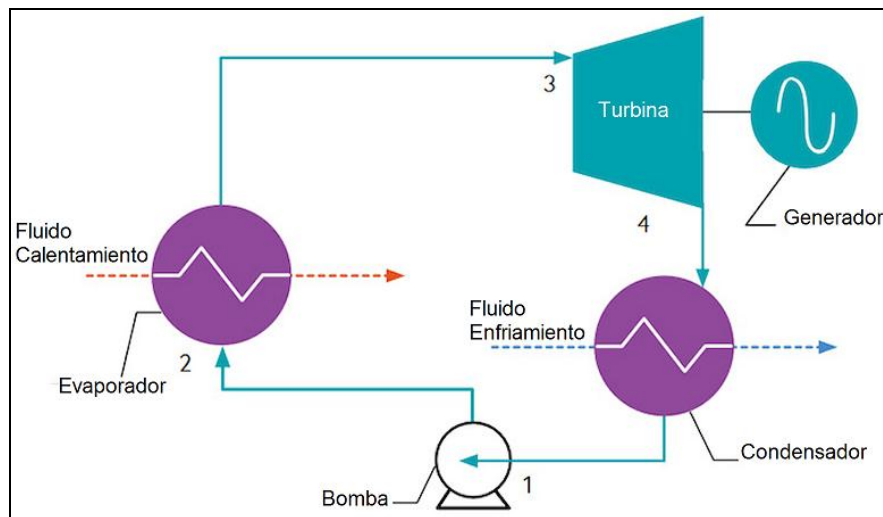 3
Turbina
Generador
4
Fluido
Calentamiento
Fluido
Enfriamiento
2
Evaporador
Condensador
Bomba
1